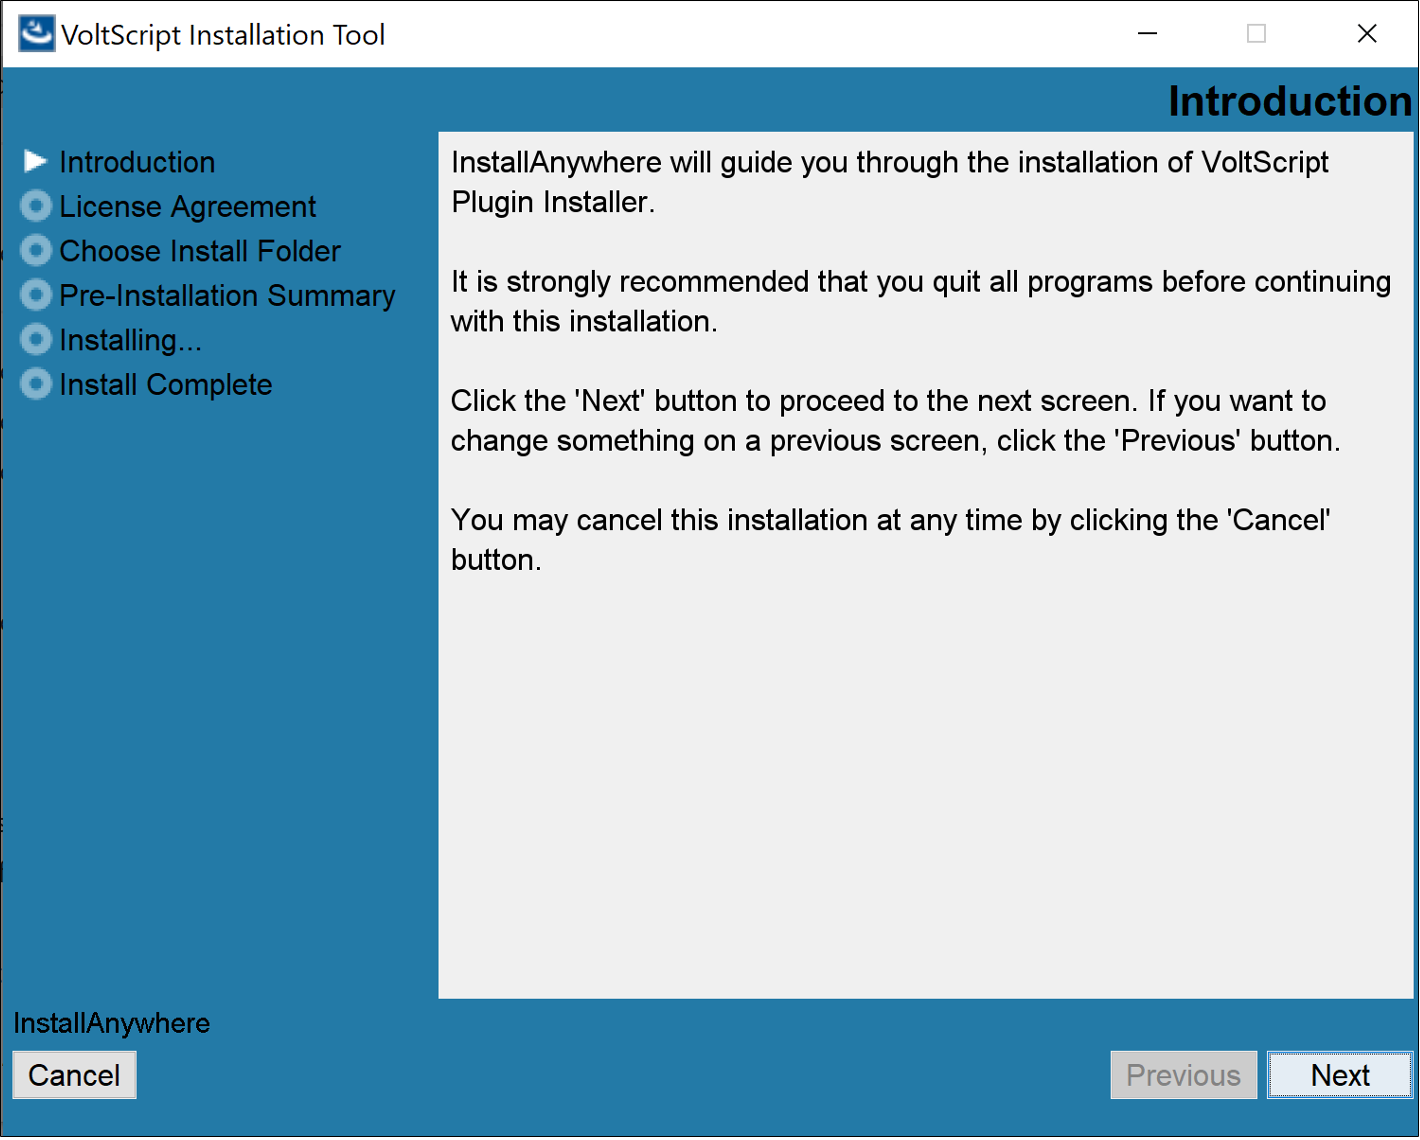 VoltScript Installation Tool
Introduction
Introduction
License Agreement
Choose Install Folder
Pre-Installation Summary
Installing...
Install Complete
InstallAnywhere will guide you through the installation of VoltScript
Plugin Installer.
It is strongly recommended that you quit all programs before continuing
with this installation.
Click the 'Next' button to proceed to the next screen. If you want to
change something on a previous screen, click the 'Previous' button.
You may cancel this installation at any time by clicking the 'Cancel'
button.
InstallAnywhere
Cancel
Previous
Next